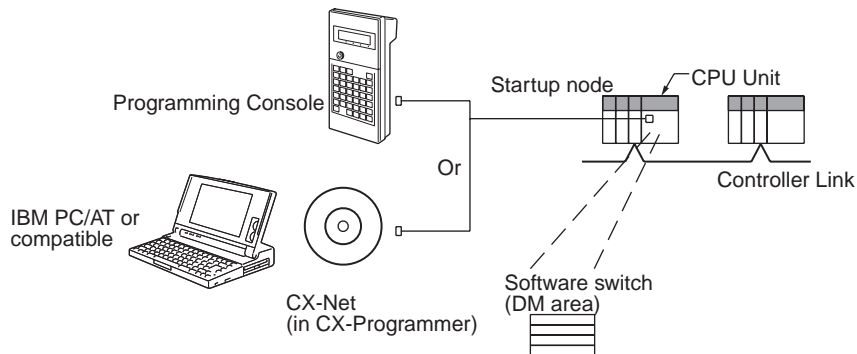 Startup node
CPU Unit
Programming Console
Or
Controller Link
IBM PC/AT or
compatible
CX-Net
(in CX-Programmer)
Software switch
(DM area)